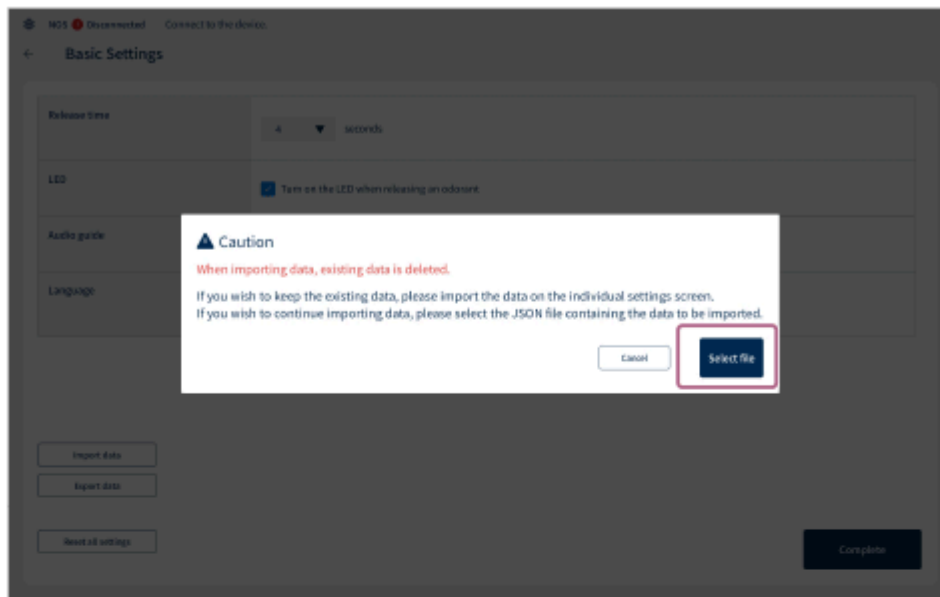 NOS Disconnected Connect to the device.
← Basic Settings
Release time
4 ▼ seconds
LED
Turn on the LED when releasing an odorant
Audio guide
Caution
When importing data, existing data is deleted.
Language
If you wish to keep the existing data, please import the data on the individual settings screen.
If you wish to continue importing data, please select the JSON file containing the data to be imported.
Cancel
Select file
Import data
Export data
Reset all settings
Complete